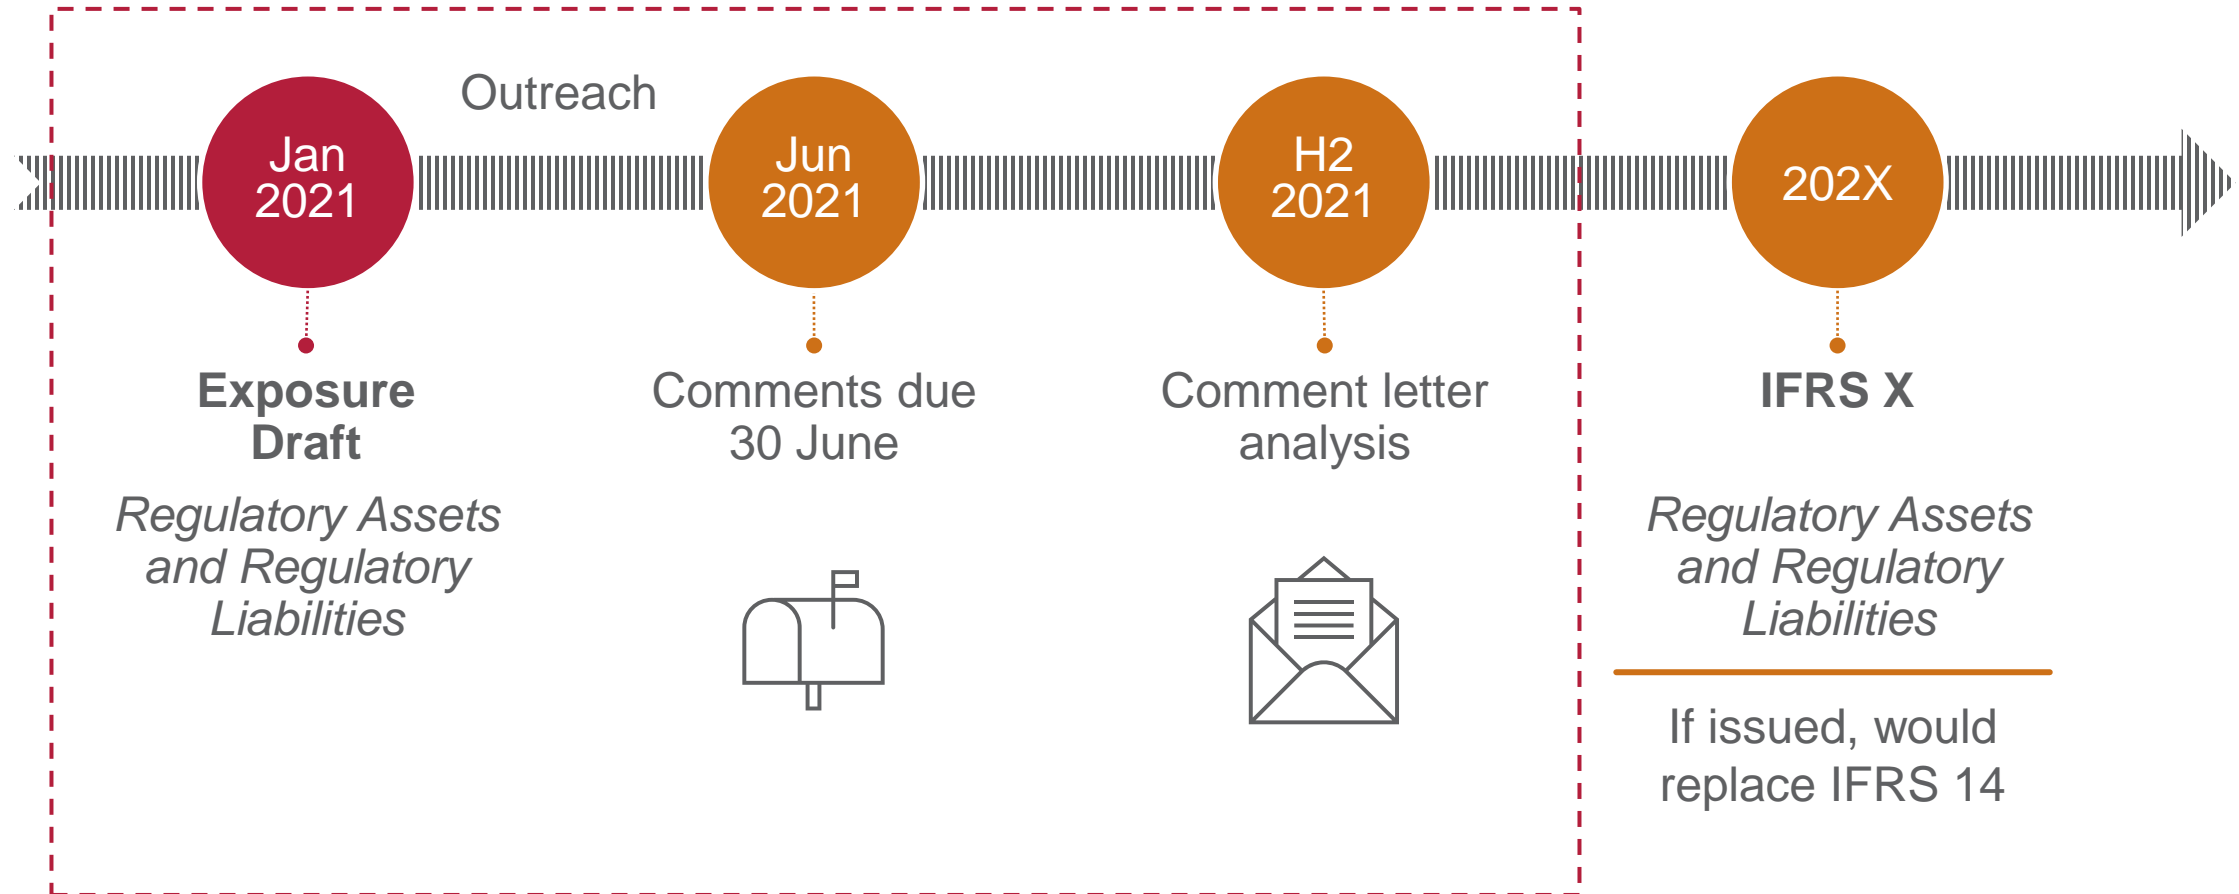 Outreach
Jan
2021
Jun
2021
H2
2021
202X
Exposure
Draft
Regulatory Assets
and Regulatory
Liabilities
Comments due
30 June
Comment letter
analysis
IFRS X
Regulatory Assets
and Regulatory
Liabilities
If issued, would
replace IFRS 14